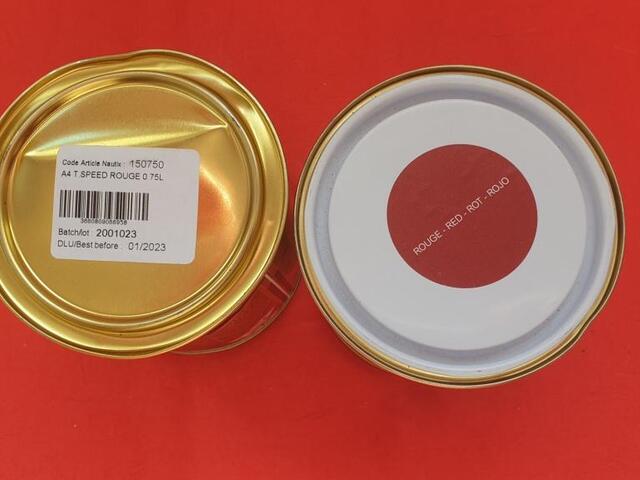 Code Article Nautix : 150750
A4 T.SPEED ROUGE 0.75L
3660809066958
Batch/lot : 2001023
DLU/Best before : 01/2023
ROUGE - RED - ROT - ROJO